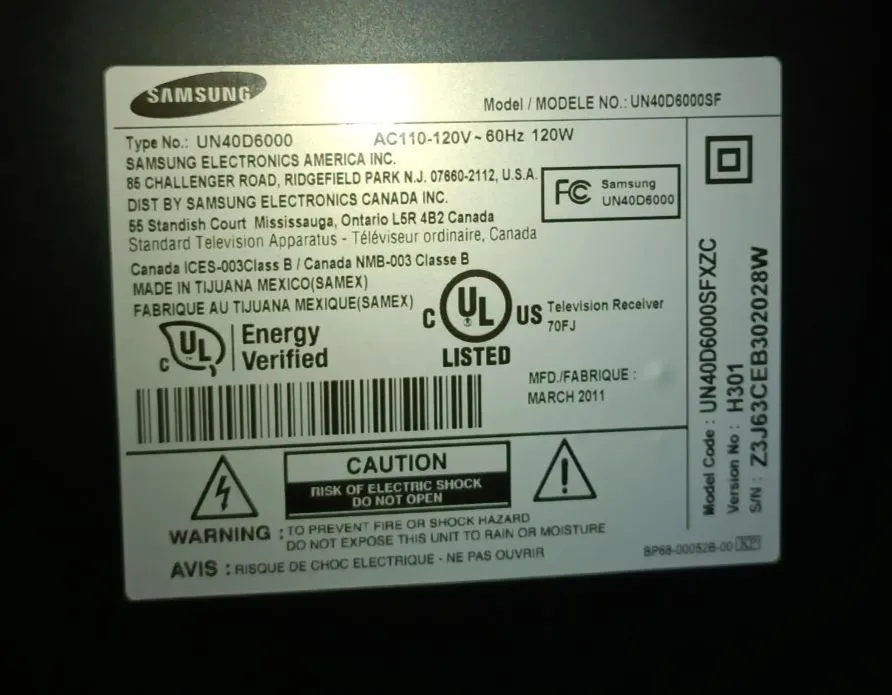 SAMSUNG
Model / MODELE NO.: UN40D6000SF
Type No.: UN40D6000 AC110-120V~60Hz 120W
SAMSUNG ELECTRONICS AMERICA INC.
85 CHALLENGER ROAD, RIDGEFIELD PARK N.J. 07660-2112, U.S.A.
DIST BY SAMSUNG ELECTRONICS CANADA INC.
55 Standish Court Mississauga, Ontario L5R 4B2 Canada
Standard Television Apparatus - Téléviseur ordinaire, Canada
FC Samsung
UN40D6000
Canada ICES-003Class B / Canada NMB-003 Classe B
MADE IN TIJUANA MEXICO(SAMEX)
FABRIQUE AU TIJUANA MEXIQUE(SAMEX)
C UL US
LISTED
Television Receiver
70FJ
C UL
Energy
Verified
MFD./FABRIQUE :
MARCH 2011
CAUTION
RISK OF ELECTRIC SHOCK
DO NOT OPEN
WARNING : TO PREVENT FIRE OR SHOCK HAZARD
DO NOT EXPOSE THIS UNIT TO RAIN OR MOISTURE
AVIS : RISQUE DE CHOC ELECTRIQUE - NE PAS OUVRIR
BP68-00052B-00
Model Code : UN40D6000SFXZC
Version No : H301
S/N : Z3J63CEB302028W